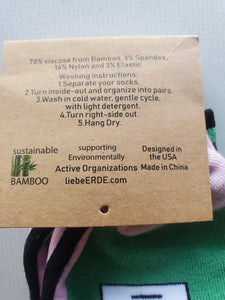 78% viscose from Bamboo, 3% Spandex,
16% Nylon and 3% Elastic
Washing instructions:
1.Separate your socks.
2.Turn inside-out and organize into pairs.
3.Wash in cold water, gentle cycle,
with light detergent.
4.Turn right-side out.
5.Hang Dry.
sustainable
BAMBOO
supporting
Environmentally
Active Organizations
liebeERDE.com
Designed in
the USA
Made in China